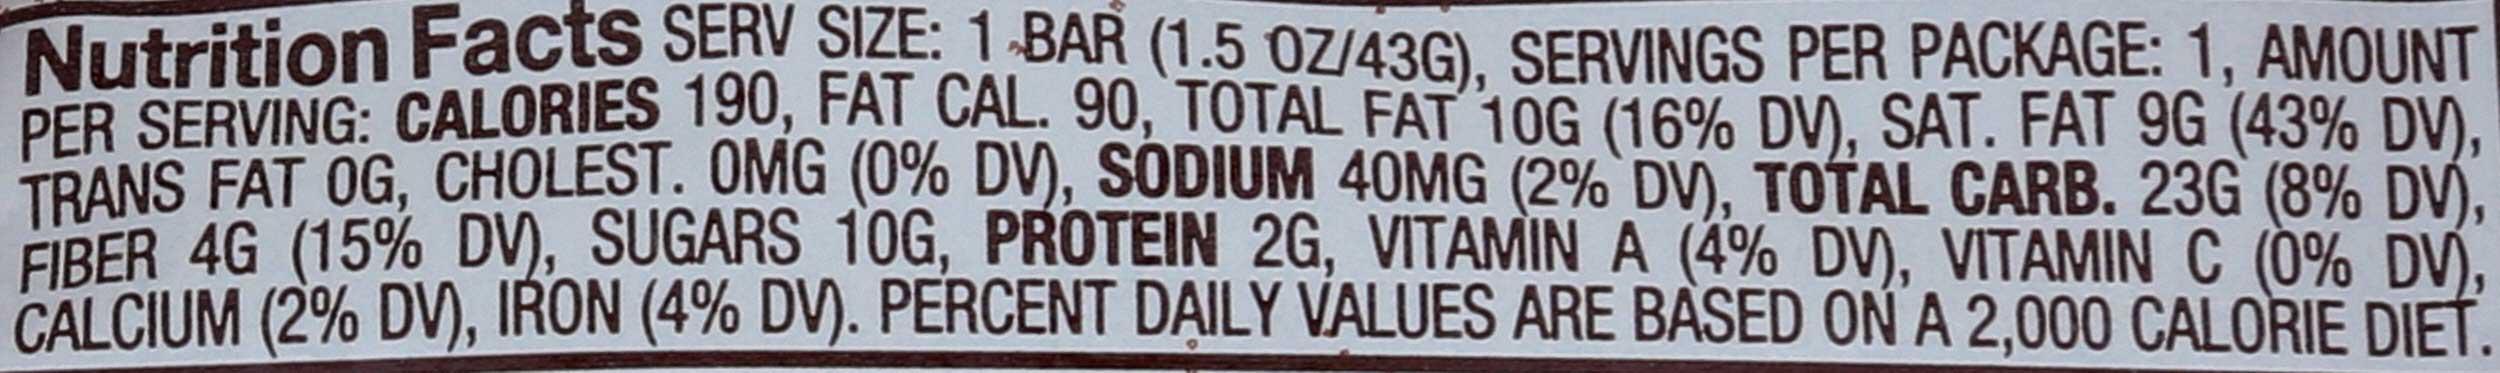 Nutrition Facts SERV SIZE: 1 BAR (1.5 OZ/43G), SERVINGS PER PACKAGE: 1, AMOUNT
PER SERVING: CALORIES 190, FAT CAL. 90, TOTAL FAT 10G (16% DV), SAT. FAT 9G (43% DV),
TRANS FAT 0G, CHOLEST. 0MG (0% DV), SODIUM 40MG (2% DV), TOTAL CARB. 23G (8% DV),
FIBER 4G (15% DV), SUGARS 10G, PROTEIN 2G, VITAMIN A (4% DV), VITAMIN C (0% DV),
CALCIUM (2% DV), IRON (4% DV). PERCENT DAILY VALUES ARE BASED ON A 2,000 CALORIE DIET.